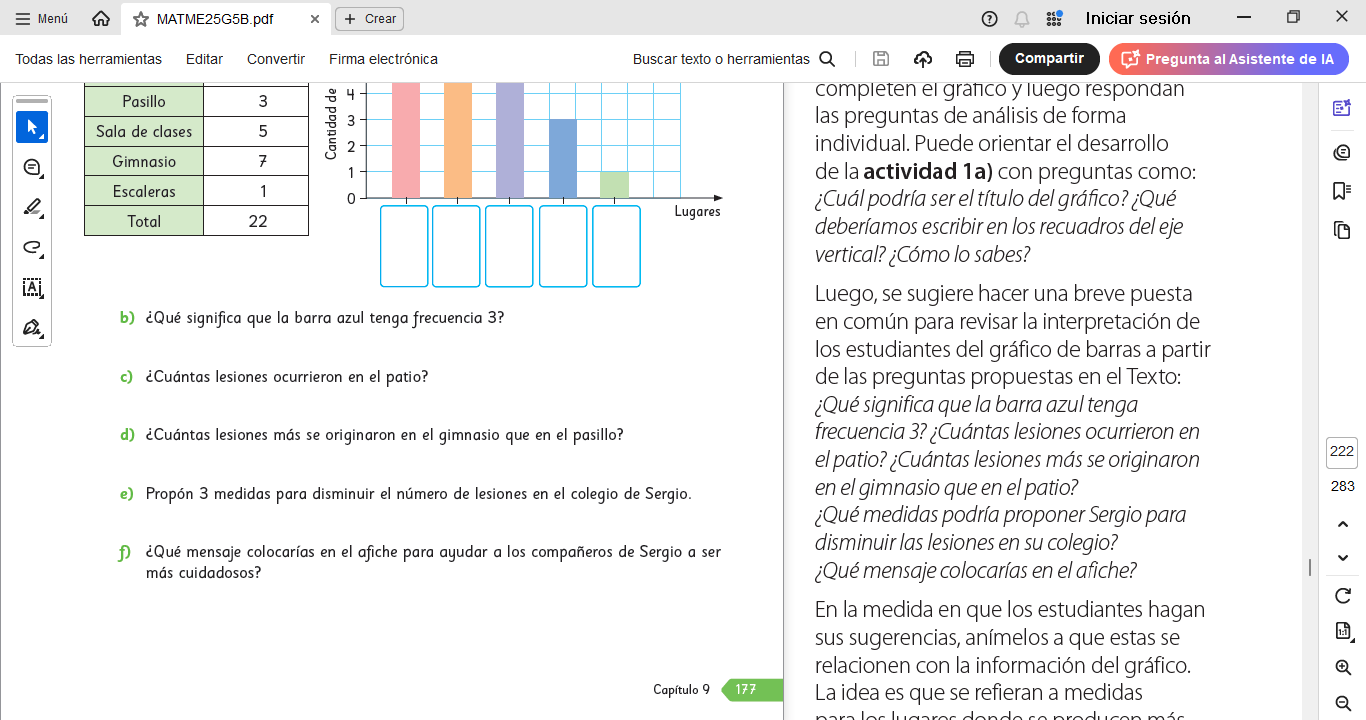 Menú
MATME25G5B.pdf
Crear
Iniciar sesión
Todas las herramientas
Editar
Convertir
Firma electrónica
Buscar texto o herramientas
Compartir
Pregunta al Asistente de IA
Pasillo 3
Sala de clases 5
Gimnasio 7
Escaleras 1
Total 22
Cantidad de
4
3
2
1
0
Lugares
b) ¿Qué significa que la barra azul tenga frecuencia 3?
c) ¿Cuántas lesiones ocurrieron en el patio?
d) ¿Cuántas lesiones más se originaron en el gimnasio que en el pasillo?
e) Propón 3 medidas para disminuir el número de lesiones en el colegio de Sergio.
f) ¿Qué mensaje colocarías en el afiche para ayudar a los compañeros de Sergio a ser
más cuidadosos?
Capítulo 9 177
completen el gráfico y luego respondan
las preguntas de análisis de forma
individual. Puede orientar el desarrollo
de la actividad 1a) con preguntas como:
¿Cuál podría ser el título del gráfico? ¿Qué
deberíamos escribir en los recuadros del eje
vertical? ¿Cómo lo sabes?
Luego, se sugiere hacer una breve puesta
en común para revisar la interpretación de
los estudiantes del gráfico de barras a partir
de las preguntas propuestas en el Texto:
¿Qué significa que la barra azul tenga
frecuencia 3? ¿Cuántas lesiones ocurrieron en
el patio? ¿Cuántas lesiones más se originaron
en el gimnasio que en el patio?
¿Qué medidas podría proponer Sergio para
disminuir las lesiones en su colegio?
¿Qué mensaje colocarías en el afiche?
En la medida en que los estudiantes hagan
sus sugerencias, anímelos a que estas se
relacionen con la información del gráfico.
La idea es que se refieran a medidas
para los lugares donde se producen más
222
283
1:1